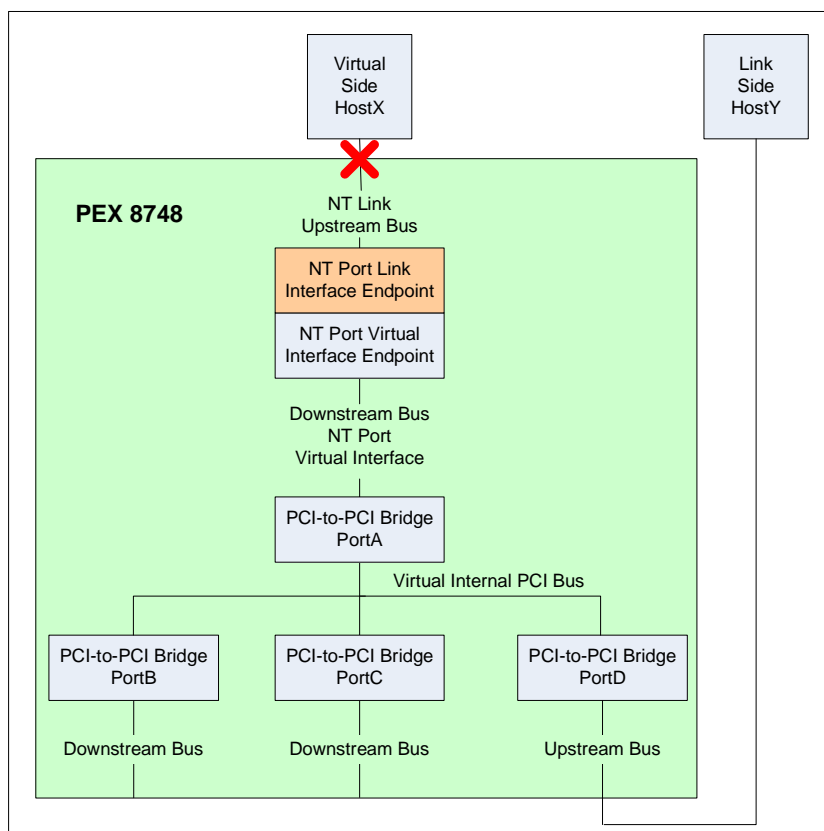 Virtual
Side
HostX
Link
Side
HostY
PEX 8748
NT Link
Upstream Bus
NT Port Link
Interface Endpoint
NT Port Virtual
Interface Endpoint
Downstream Bus
NT Port
Virtual Interface
PCI-to-PCI Bridge
PortA
Virtual Internal PCI Bus
PCI-to-PCI Bridge
PortB
PCI-to-PCI Bridge
PortC
PCI-to-PCI Bridge
PortD
Downstream Bus
Downstream Bus
Upstream Bus